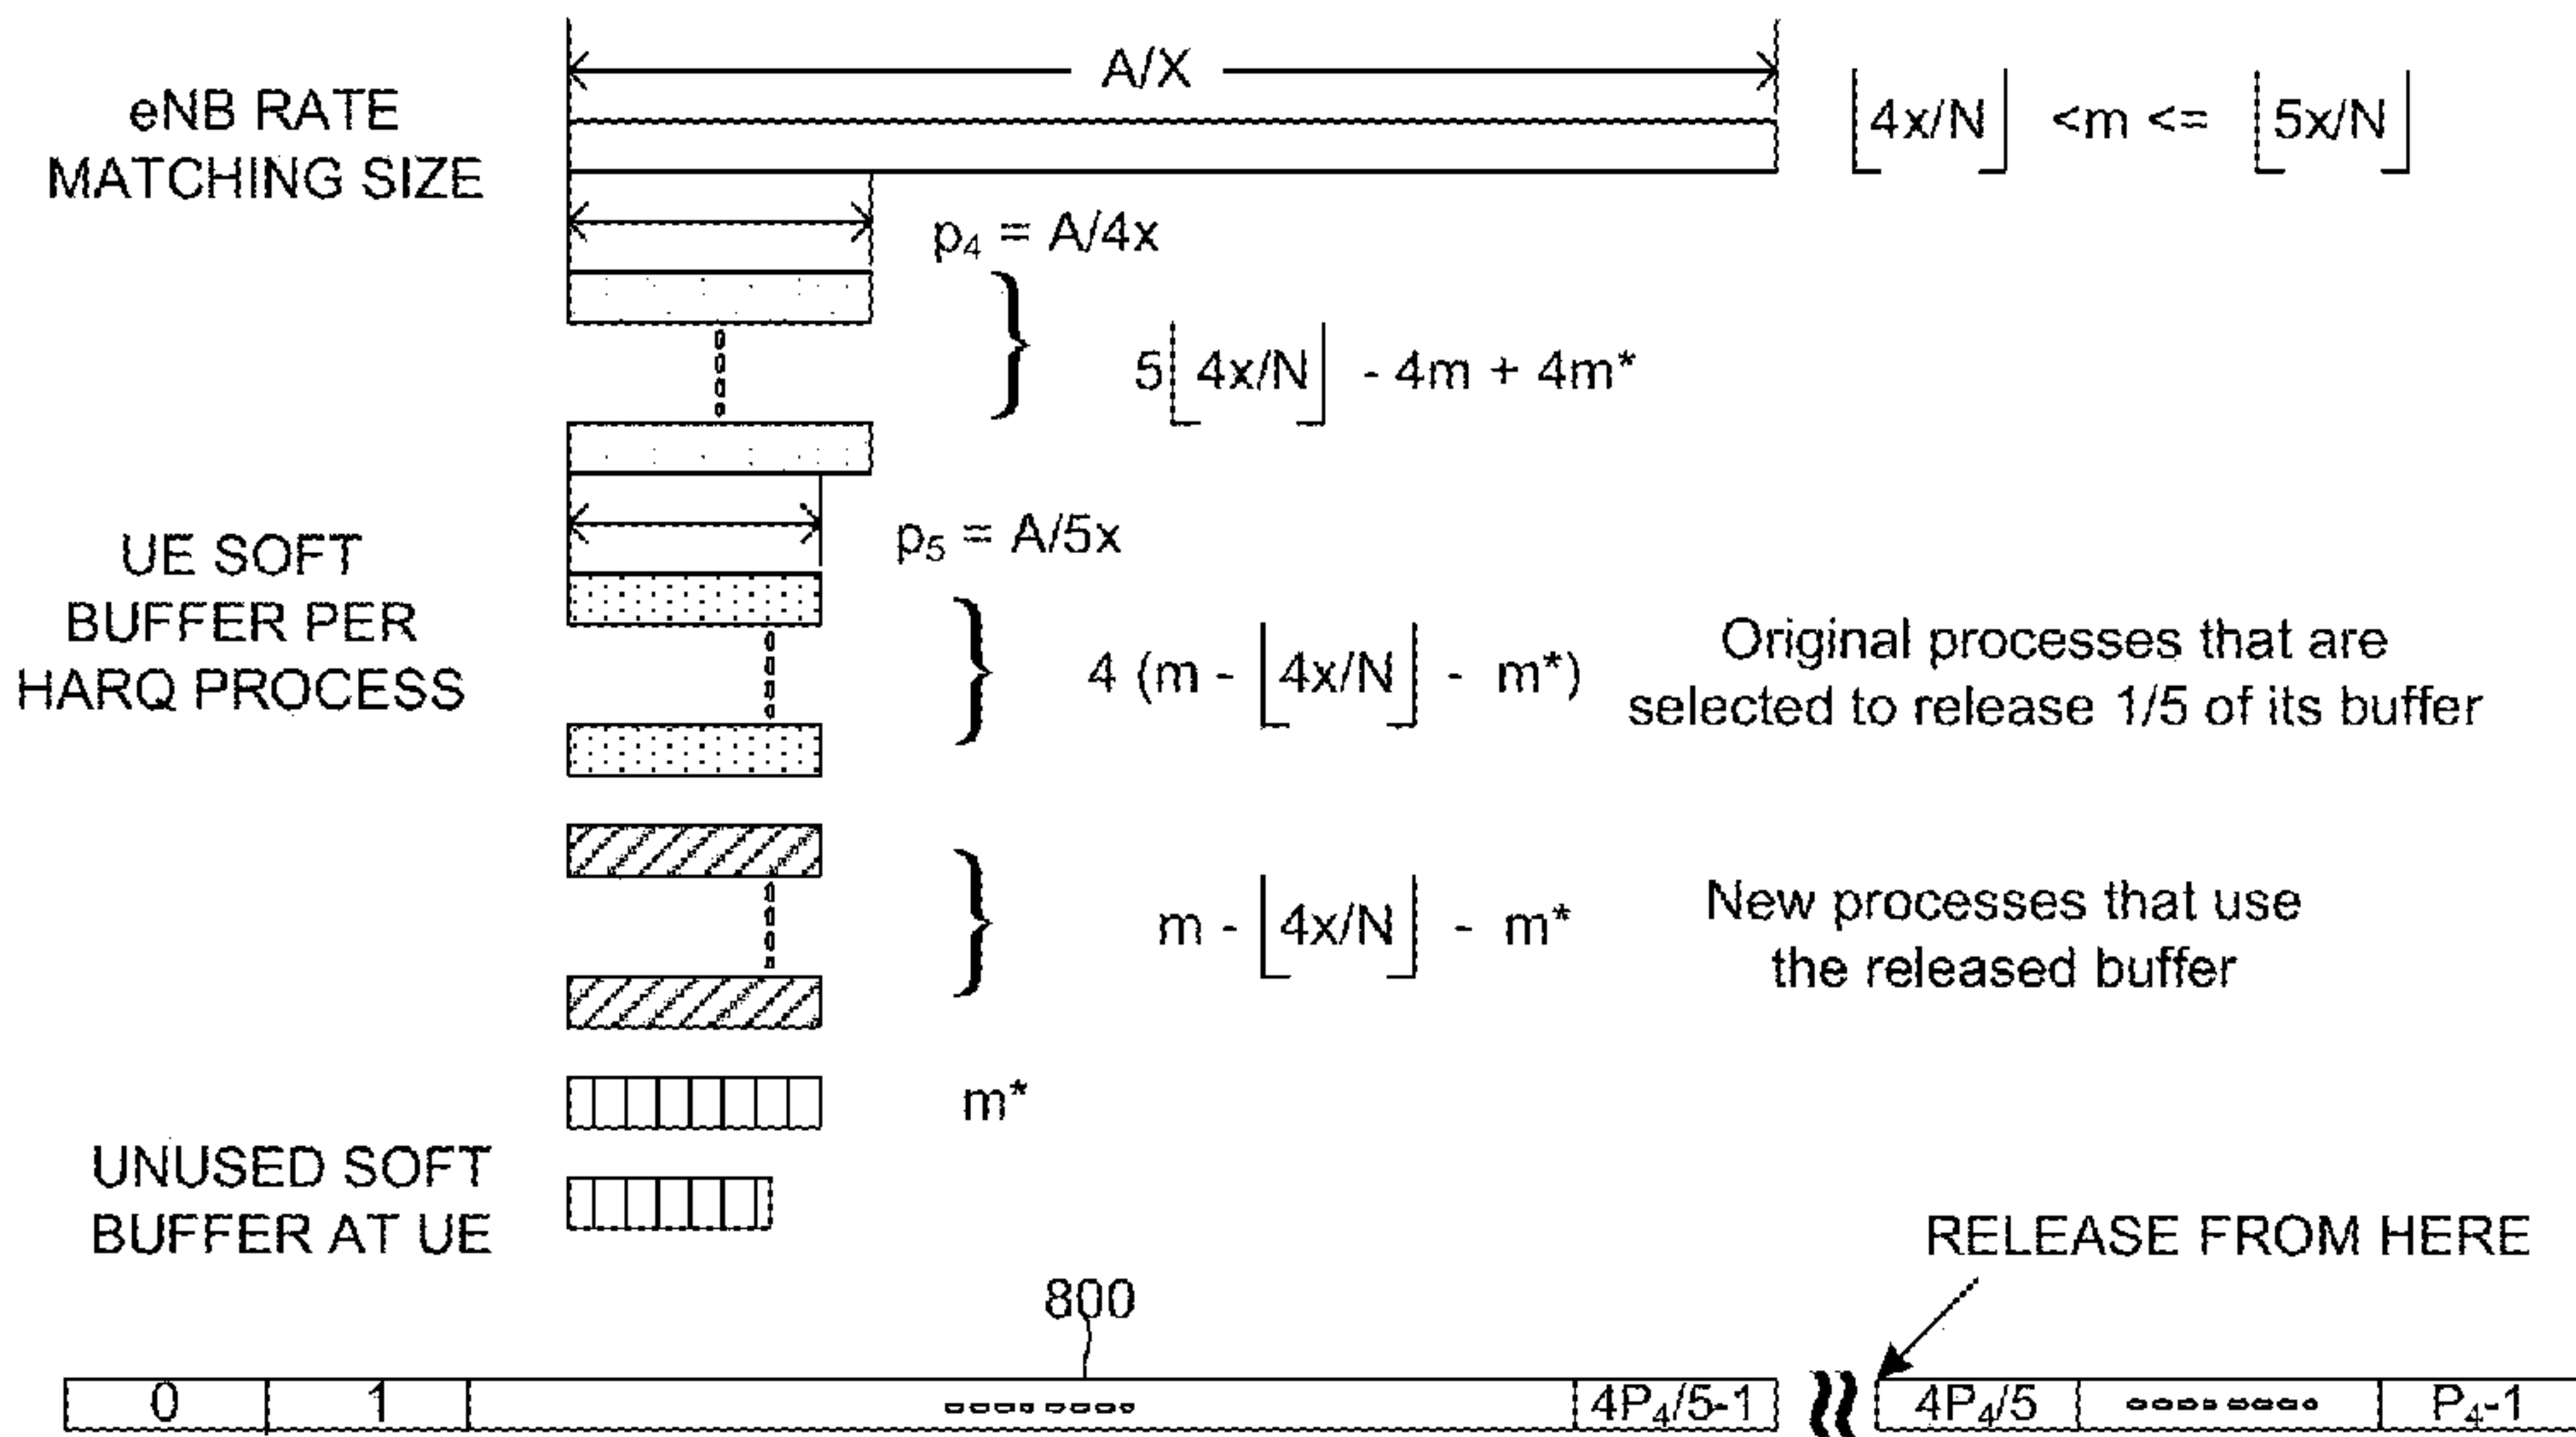 A/X
eNB RATE
MATCHING SIZE
⌊4x/N⌋ <m <= ⌊5x/N⌋
p₄ = A/4x
5⌊4x/N⌋ - 4m + 4m*
p₅ = A/5x
UE SOFT
BUFFER PER
HARQ PROCESS
4 (m - ⌊4x/N⌋ - m*)
Original processes that are
selected to release 1/5 of its buffer
m - ⌊4x/N⌋ - m*
New processes that use
the released buffer
m*
UNUSED SOFT
BUFFER AT UE
RELEASE FROM HERE
800
0 1 4P₄/5-1 4P₄/5 P₄-1